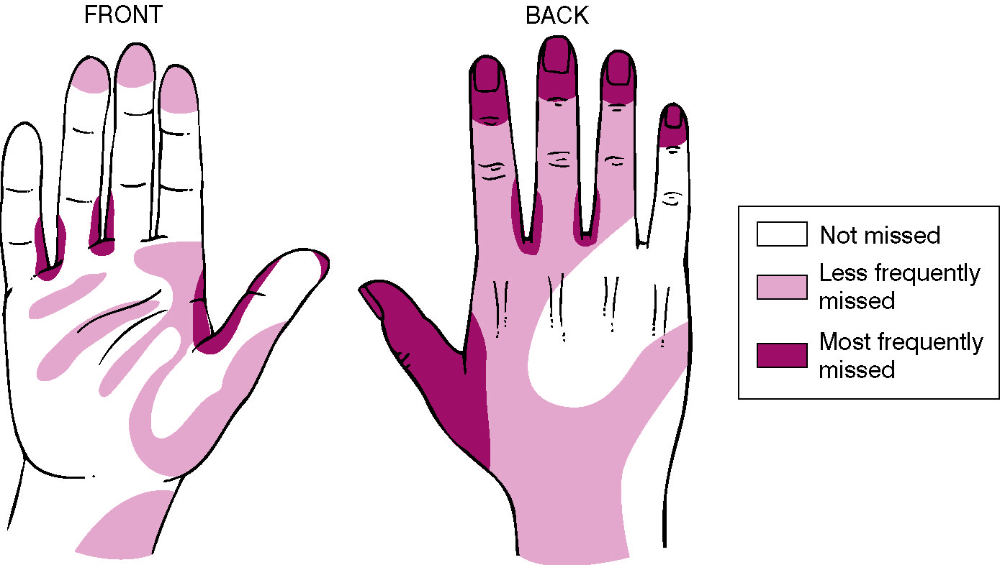 FRONT
BACK
Not missed
Less frequently
missed
Most frequently
missed